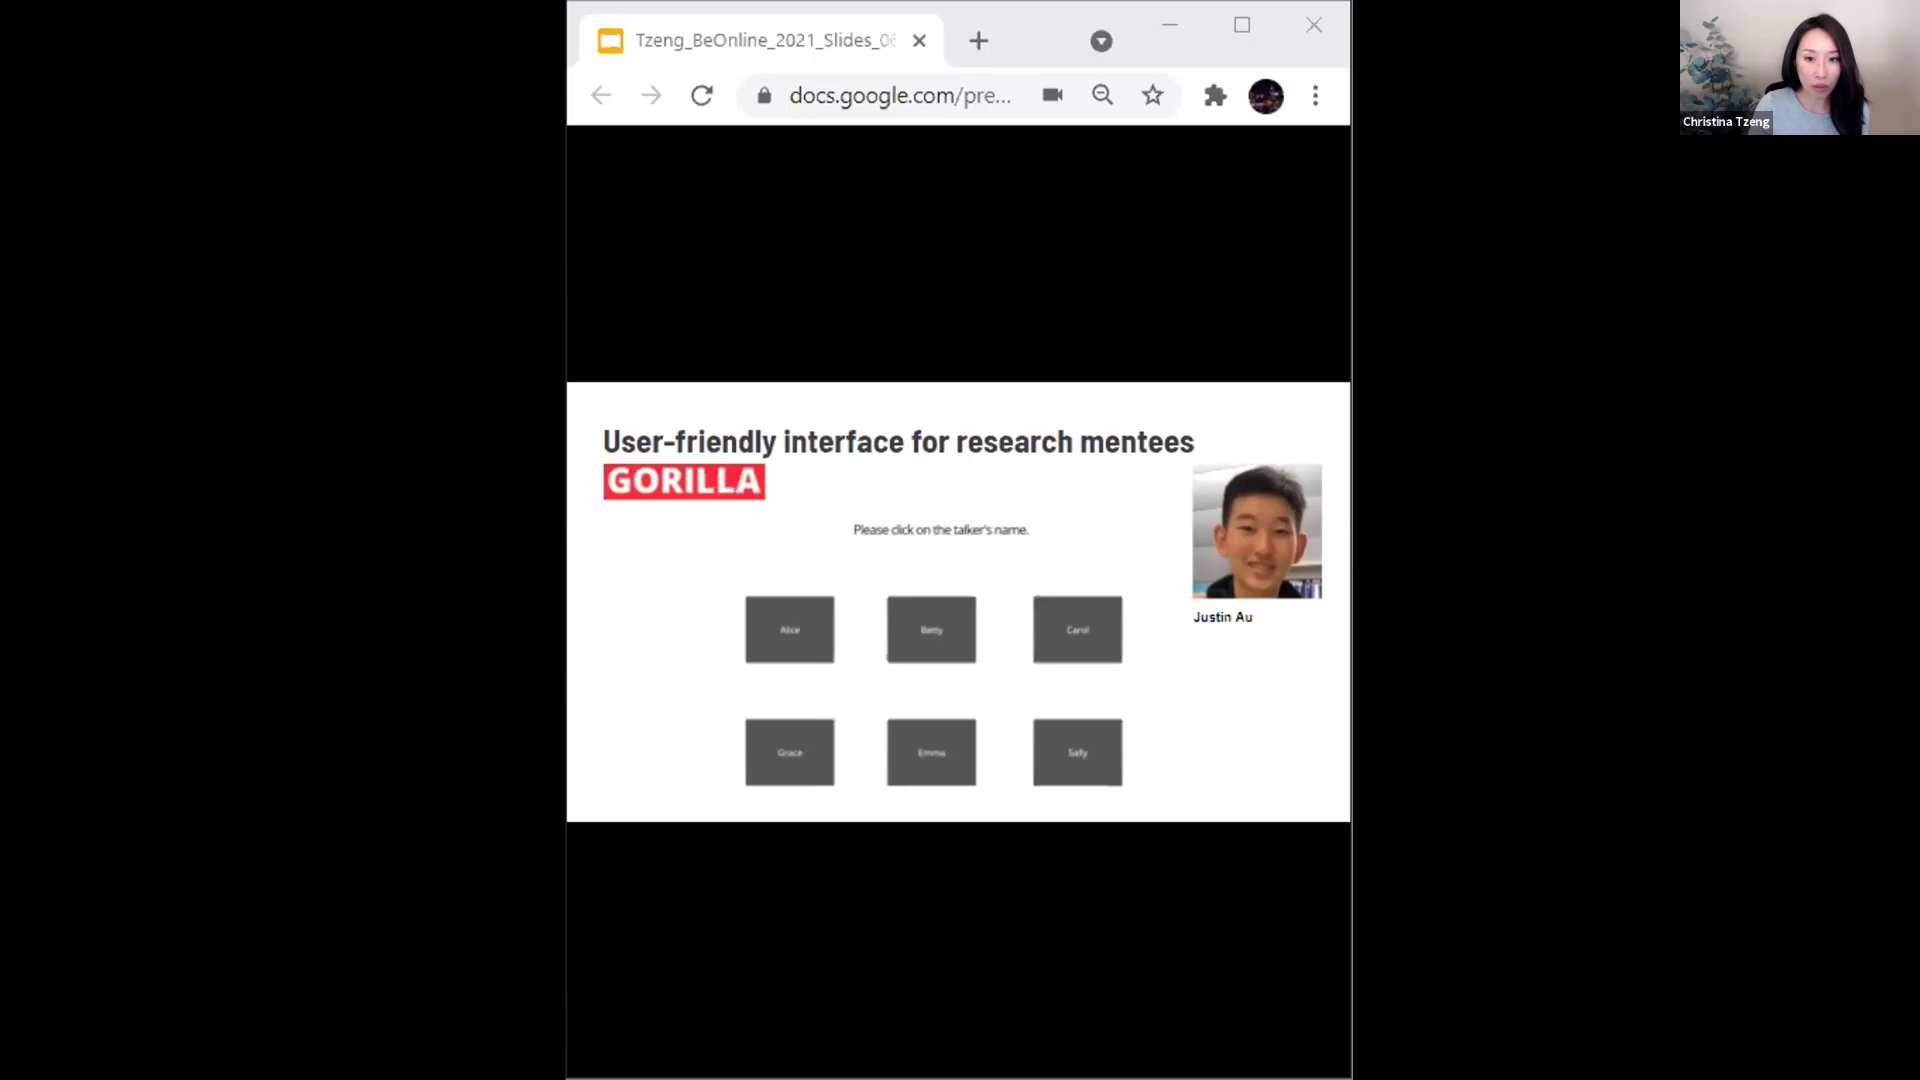 Tzeng_BeOnline_2021_Slides_06
docs.google.com/pre...
Christina Tzeng
User-friendly interface for research mentees
GORILLA
Please click on the talker's name.
Justin Au
Alice Betty Carol
Grace Emma Sally